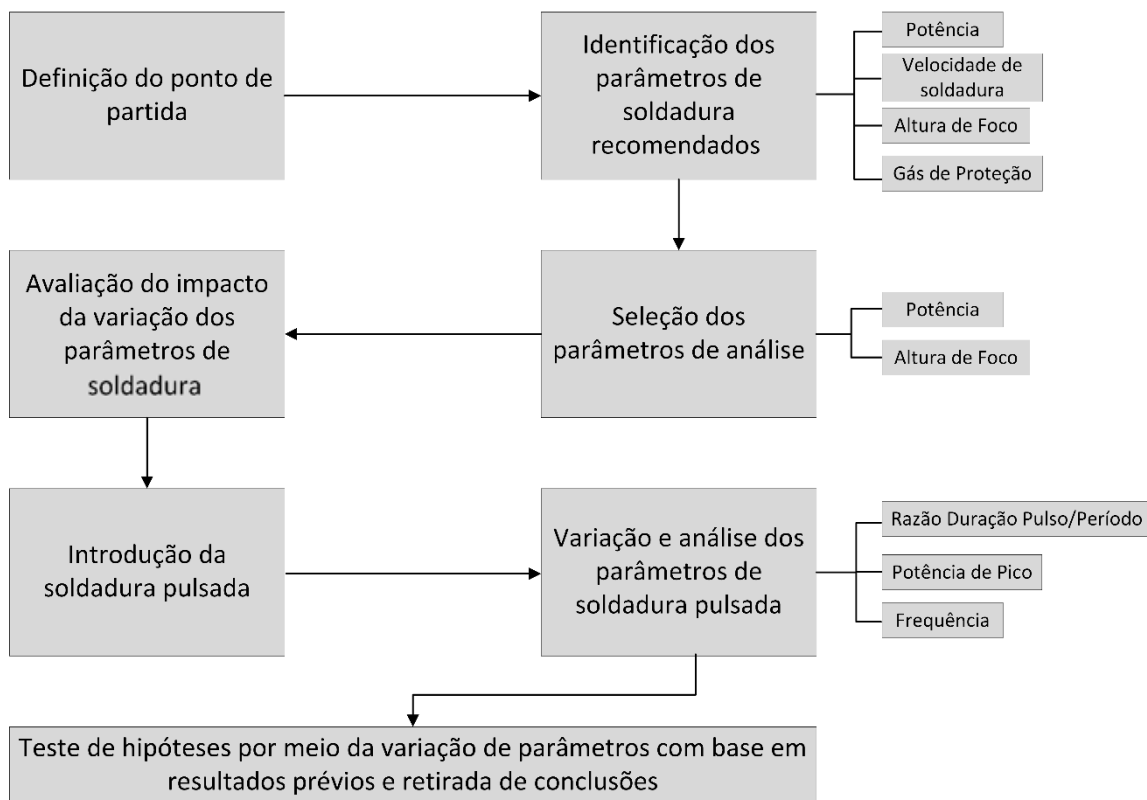 Definição do ponto de
partida
Identificação dos
parâmetros de
soldadura
recomendados
Potência
Velocidade de
soldadura
Altura de Foco
Gás de Proteção
Avaliação do impacto
da variação dos
parâmetros de
soldadura
Seleção dos
parâmetros de análise
Potência
Altura de Foco
Introdução da
soldadura pulsada
Variação e análise dos
parâmetros de
soldadura pulsada
Razão Duração Pulso/Período
Potência de Pico
Frequência
Teste de hipóteses por meio da variação de parâmetros com base em
resultados prévios e retirada de conclusões